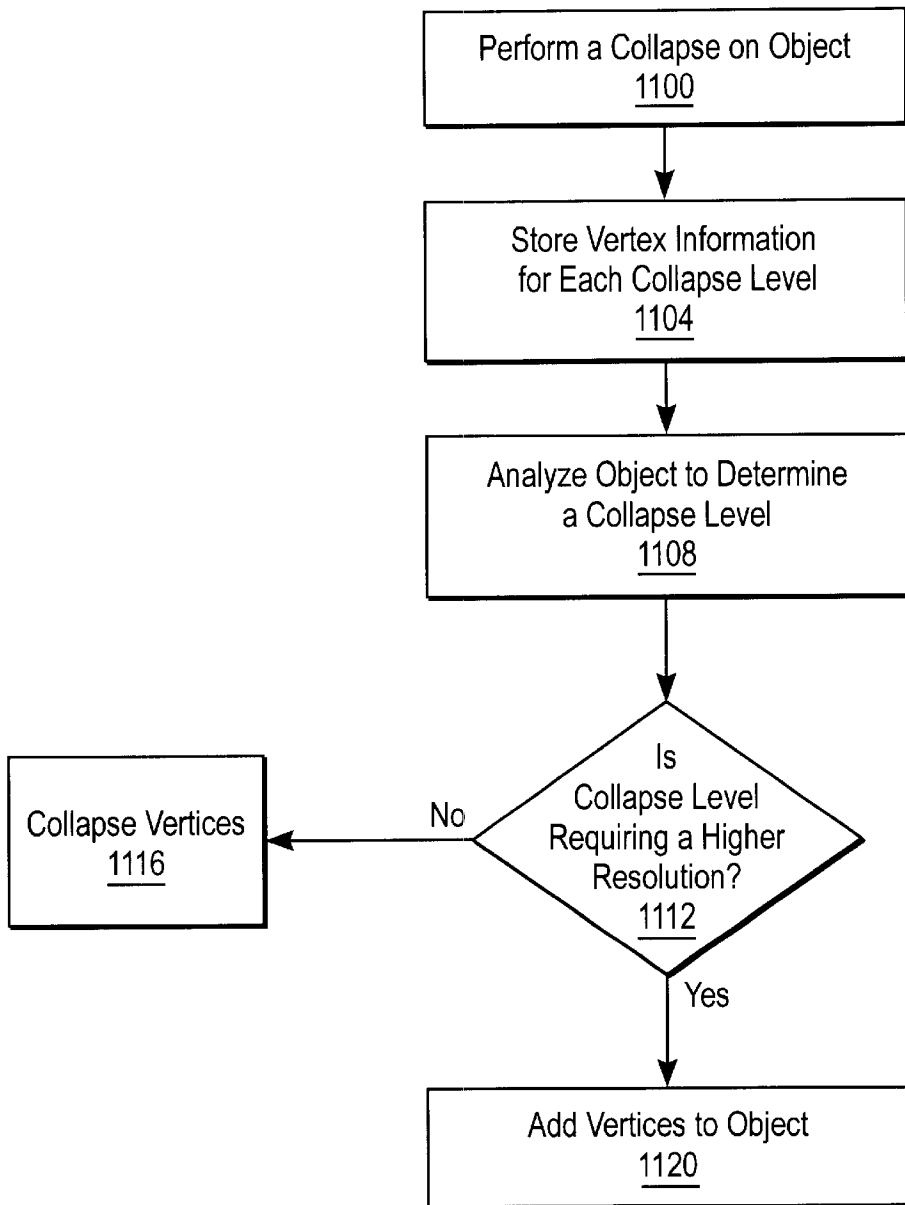 Perform a Collapse on Object
1100
Store Vertex Information
for Each Collapse Level
1104
Analyze Object to Determine
a Collapse Level
1108
Is
Collapse Level
Requiring a Higher
Resolution?
1112
No
Collapse Vertices
1116
Yes
Add Vertices to Object
1120